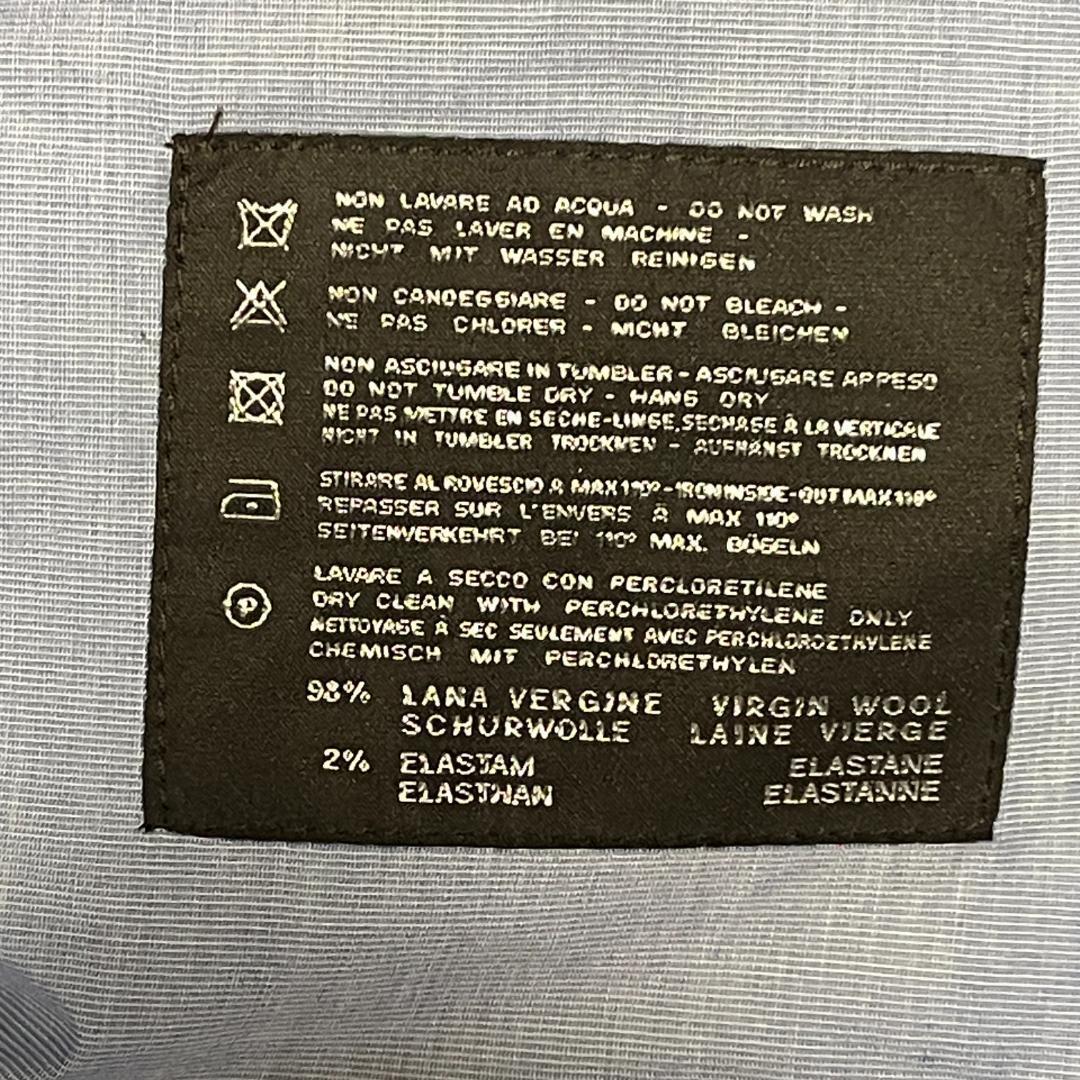 NON LAVARE AD ACQUA - DO NOT WASH
NE PAS LAVER EN MACHINE -
NICHT MIT WASSER REINIGEN
NON CANDEGGIARE - DO NOT BLEACH -
NE PAS CHLORER - NICHT BLEICHEN
NON ASCIUGARE IN TUMBLER - ASCIUGARE APPESO
DO NOT TUMBLE DRY - HANG DRY
NE PAS METTRE EN SECHE-LINGE, SECHAGE À LA VERTICALE
NICHT IN TUMBLER TROCKNEN - AUFHÄNGT TROCKNEN
STIRARE AL ROVESCIO A MAX 110° - IRON INSIDE-OUT MAX 110°
REPASSER SUR L'ENVERS À MAX 110°
SEITENVERKEHRT BEI 110° MAX. BÜGELN
LAVARE A SECCO CON PERCLORETILENE
DRY CLEAN WITH PERCHLORETHYLENE ONLY
NETTOYAGE À SEC SEULEMENT AVEC PERCHLOROETHYLENE
CHEMISCH MIT PERCHLORETHYLEN
P
98% LANA VERGINE VIRGIN WOOL
SCHURWOLLE LAINE VIERGE
2% ELASTAM ELASTANE
ELASTHAN ELASTANNE